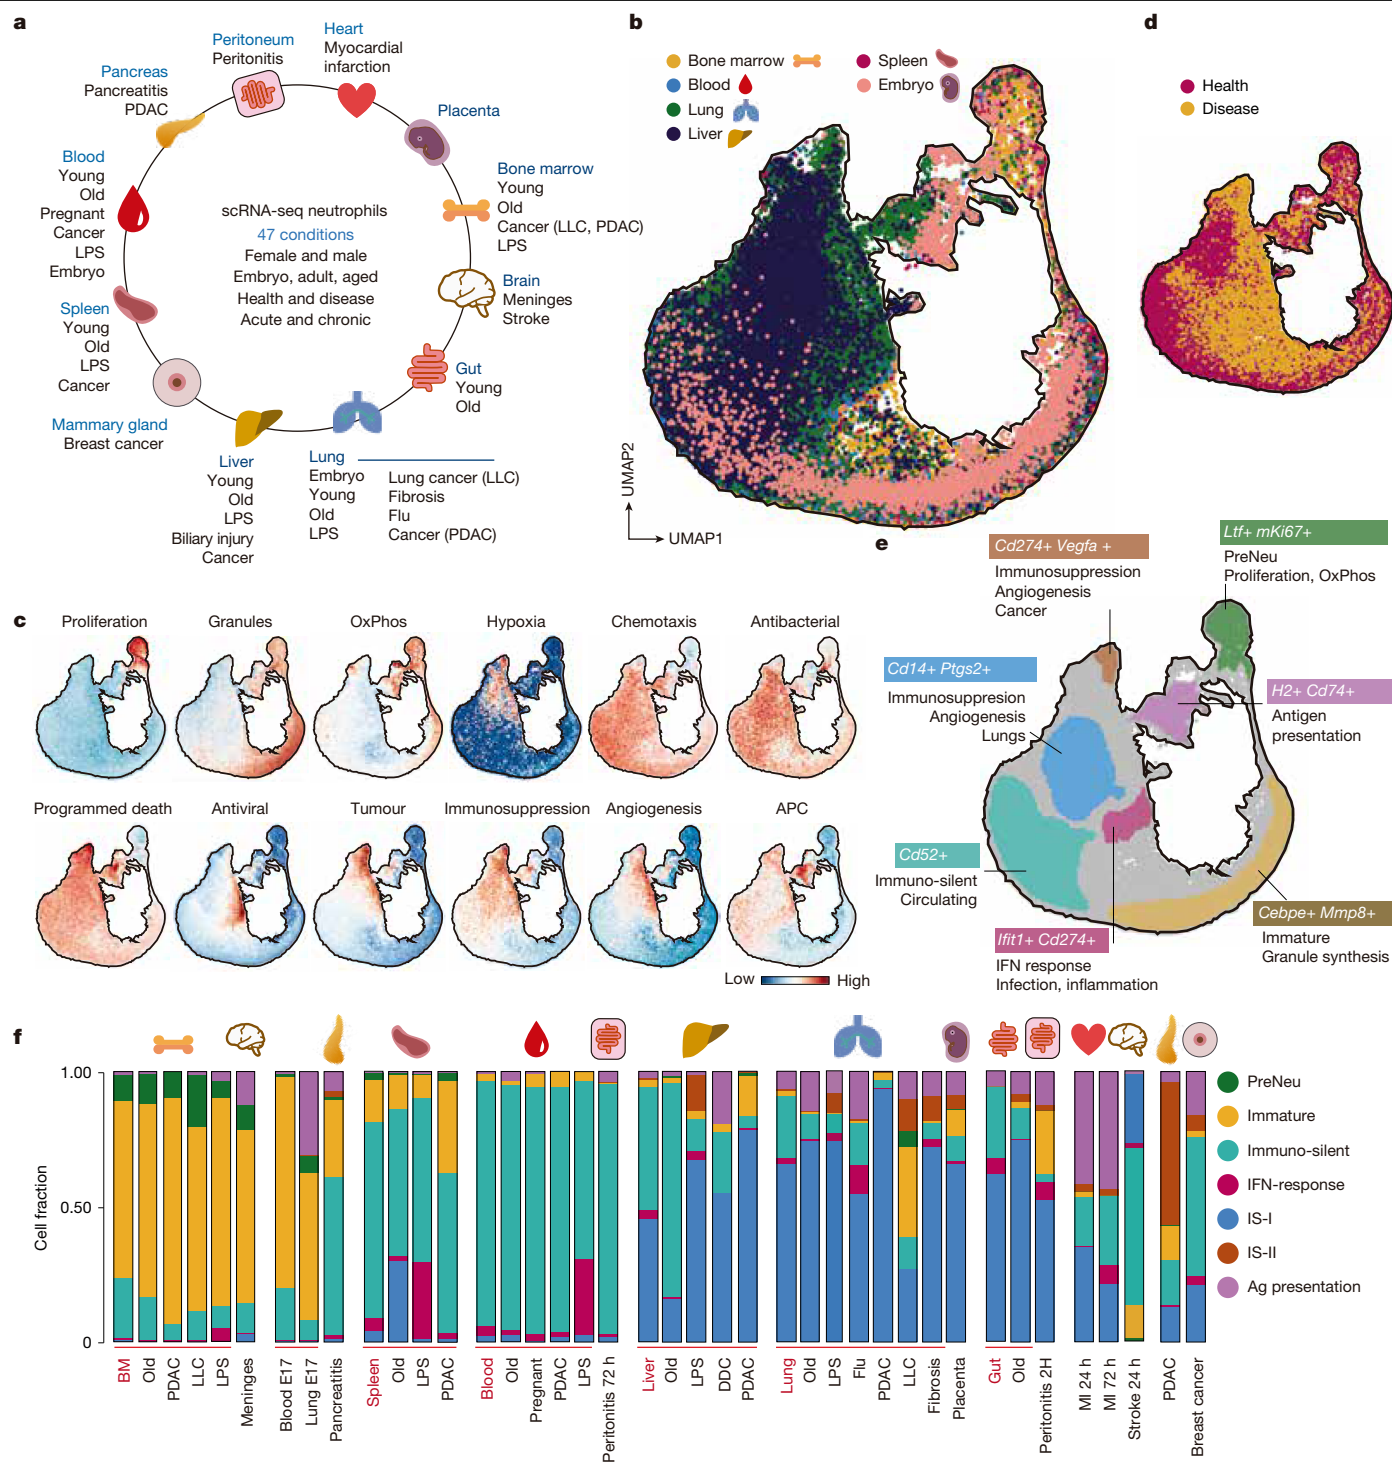 a
Heart
Myocardial
infarction
Peritoneum
Peritonitis
Pancreas
Pancreatitis
PDAC
Placenta
Blood
Young
Old
Pregnant
Cancer
LPS
Embryo
Bone marrow
Young
Old
Cancer (LLC, PDAC)
LPS
scRNA-seq neutrophils
47 conditions
Female and male
Embryo, adult, aged
Health and disease
Acute and chronic
Brain
Meninges
Stroke
Spleen
Young
Old
LPS
Cancer
Gut
Young
Old
Mammary gland
Breast cancer
Liver
Young
Old
LPS
Biliary injury
Cancer
Lung
Embryo
Young
Old
LPS
Lung cancer (LLC)
Fibrosis
Flu
Cancer (PDAC)
b
Bone marrow
Blood
Lung
Liver
Spleen
Embryo
UMAP2
UMAP1
d
Health
Disease
c
Proliferation
Granules
OxPhos
Hypoxia
Chemotaxis
Antibacterial
Programmed death
Antiviral
Tumour
Immunosuppression
Angiogenesis
APC
Low
High
e
Cd274+ Vegfa +
Immunosuppression
Angiogenesis
Cancer
Ltf+ mKi67+
PreNeu
Proliferation, OxPhos
Cd14+ Ptgs2+
Immunosuppresion
Angiogenesis
Lungs
H2+ Cd74+
Antigen
presentation
Cd52+
Immuno-silent
Circulating
Ifit1+ Cd274+
IFN response
Infection, inflammation
Cebpe+ Mmp8+
Immature
Granule synthesis
f
Cell fraction
1.00
0.50
0
BM
Old
PDAC
LLC
LPS
Meninges
Blood E17
Lung E17
Pancreatitis
Spleen
Old
LPS
PDAC
Blood
Old
Pregnant
PDAC
LPS
Peritonitis 72 h
Liver
Old
LPS
DDC
PDAC
Lung
Old
LPS
Flu
PDAC
LLC
Fibrosis
Placenta
Gut
Old
Peritonitis 2H
MI 24 h
MI 72 h
Stroke 24 h
PDAC
Breast cancer
PreNeu
Immature
Immuno-silent
IFN-response
IS-I
IS-II
Ag presentation